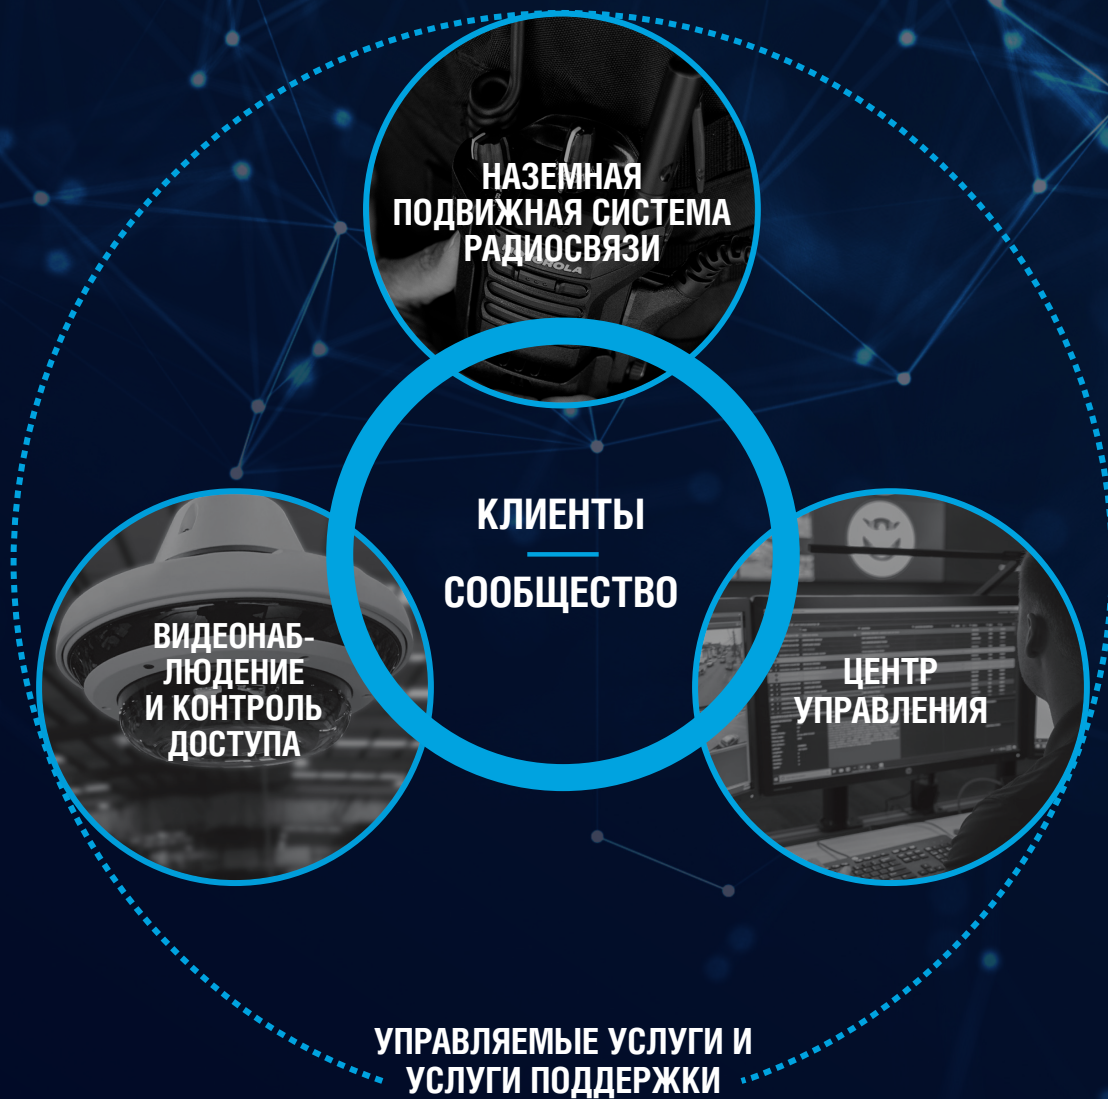 НАЗЕМНАЯ
ПОДВИЖНАЯ СИСТЕМА
РАДИОСВЯЗИ
КЛИЕНТЫ
СООБЩЕСТВО
ВИДЕОНАБ-
ЛЮДЕНИЕ
И КОНТРОЛЬ
ДОСТУПА
ЦЕНТР
УПРАВЛЕНИЯ
УПРАВЛЯЕМЫЕ УСЛУГИ И
УСЛУГИ ПОДДЕРЖКИ